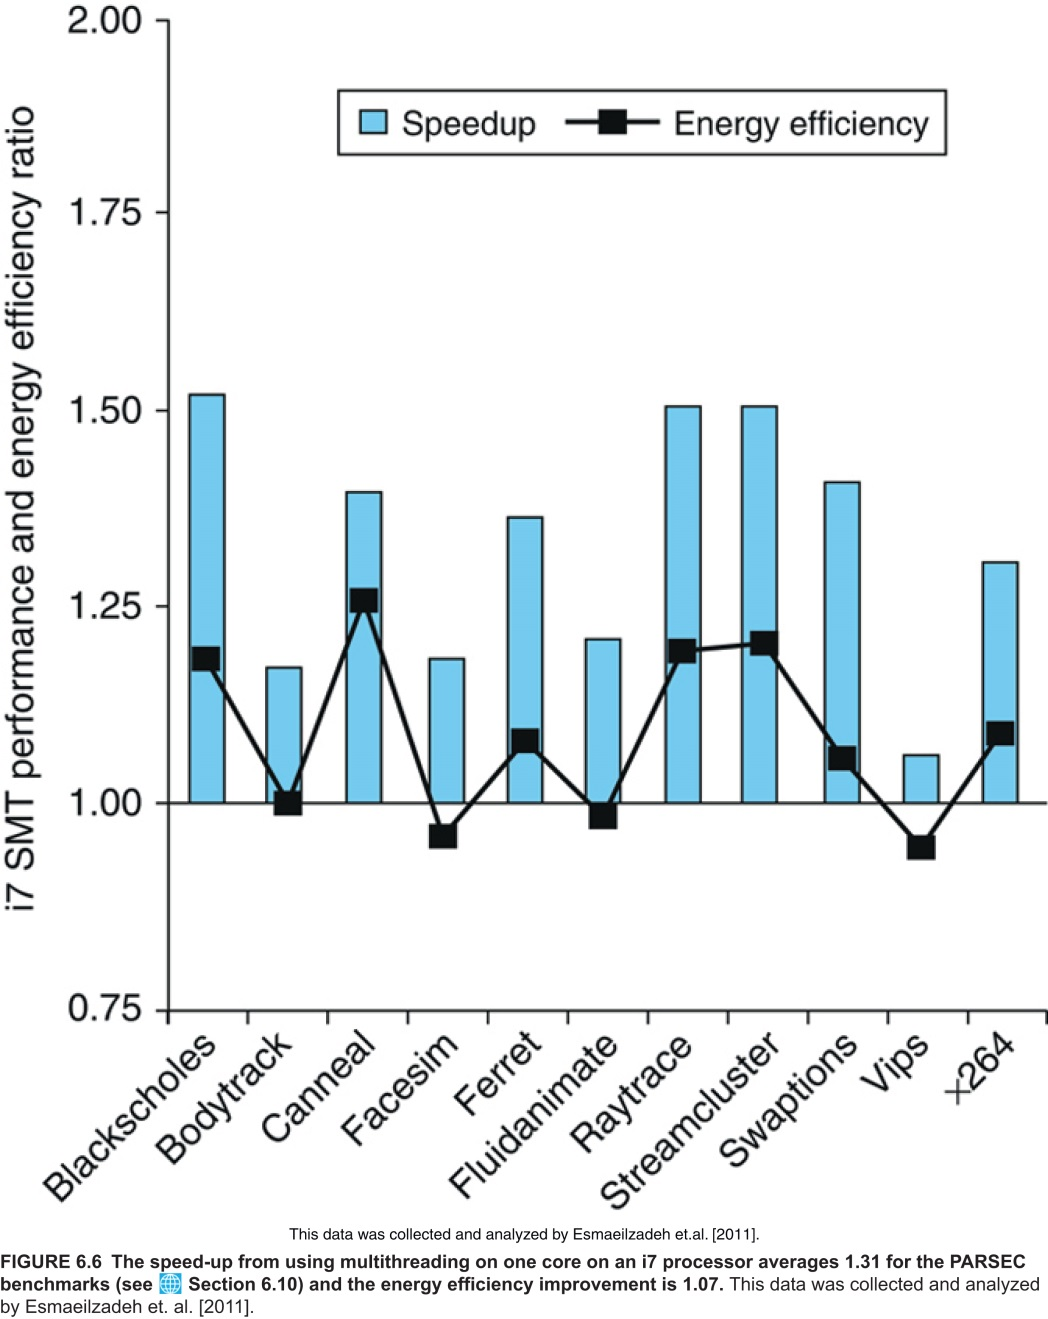 2.00
Speedup
Energy efficiency
1.75
1.50
1.25
1.00
0.75
i7 SMT performance and energy efficiency ratio
Blackscholes
Bodytrack
Canneal
Facesim
Ferret
Fluidanimate
Raytrace
Streamcluster
Swaptions
Vips
+264
This data was collected and analyzed by Esmaeilzadeh et.al. [2011].
FIGURE 6.6 The speed-up from using multithreading on one core on an i7 processor averages 1.31 for the PARSEC
benchmarks (see Section 6.10) and the energy efficiency improvement is 1.07. This data was collected and analyzed
by Esmaeilzadeh et. al. [2011].